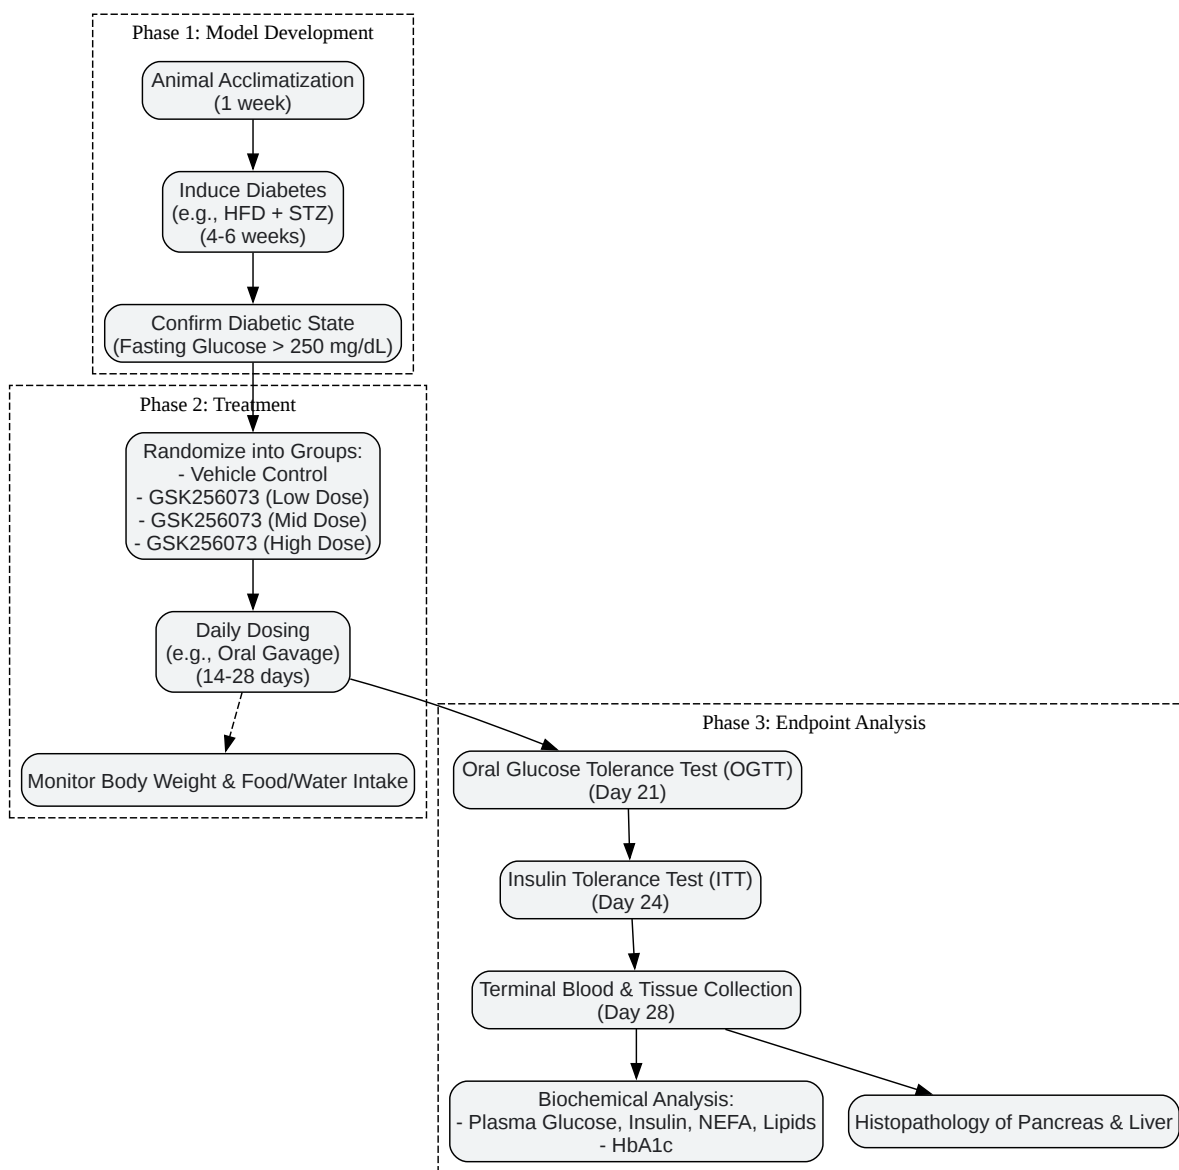 Phase 1: Model Development
Animal Acclimatization
(1 week)
Induce Diabetes
(e.g., HFD + STZ)
(4-6 weeks)
Confirm Diabetic State
(Fasting Glucose > 250 mg/dL)
Phase 2: Treatment
Randomize into Groups:
- Vehicle Control
- GSK256073 (Low Dose)
- GSK256073 (Mid Dose)
- GSK256073 (High Dose)
Daily Dosing
(e.g., Oral Gavage)
(14-28 days)
Monitor Body Weight & Food/Water Intake
Phase 3: Endpoint Analysis
Oral Glucose Tolerance Test (OGTT)
(Day 21)
Insulin Tolerance Test (ITT)
(Day 24)
Terminal Blood & Tissue Collection
(Day 28)
Biochemical Analysis:
- Plasma Glucose, Insulin, NEFA, Lipids
- HbA1c
Histopathology of Pancreas & Liver